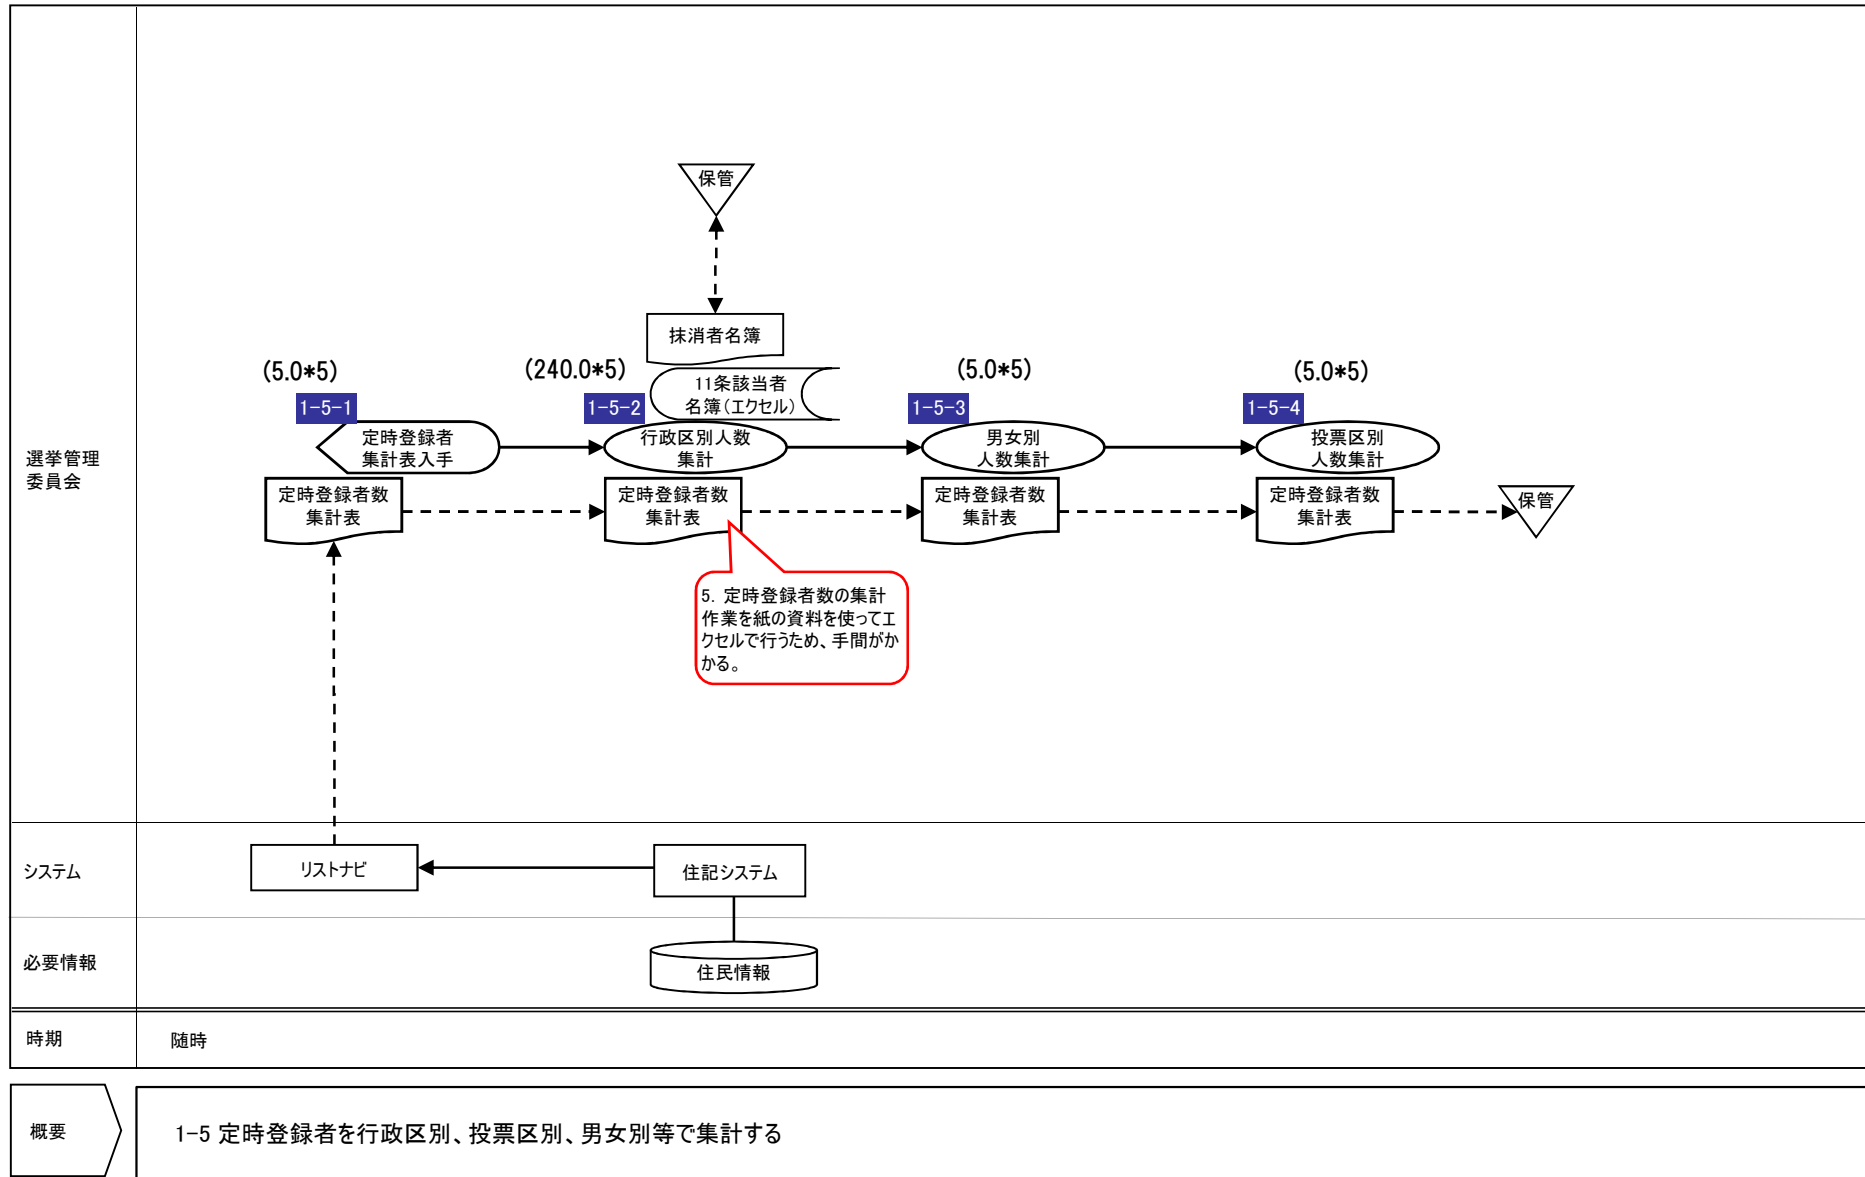 選挙管理
委員会
保管
抹消者名簿
11条該当者
名簿（エクセル）
(5.0*5)
1-5-1
定時登録者
集計表入手
定時登録者数
集計表
(240.0*5)
1-5-2
行政区別人数
集計
定時登録者数
集計表
(5.0*5)
1-5-3
男女別
人数集計
定時登録者数
集計表
(5.0*5)
1-5-4
投票区別
人数集計
定時登録者数
集計表
保管
5. 定時登録者数の集計
作業を紙の資料を使ってエ
クセルで行うため、手間がか
かる。
システム
リストナビ
住記システム
必要情報
住民情報
時期
随時
概要
1-5 定時登録者を行政区別、投票区別、男女別等で集計する